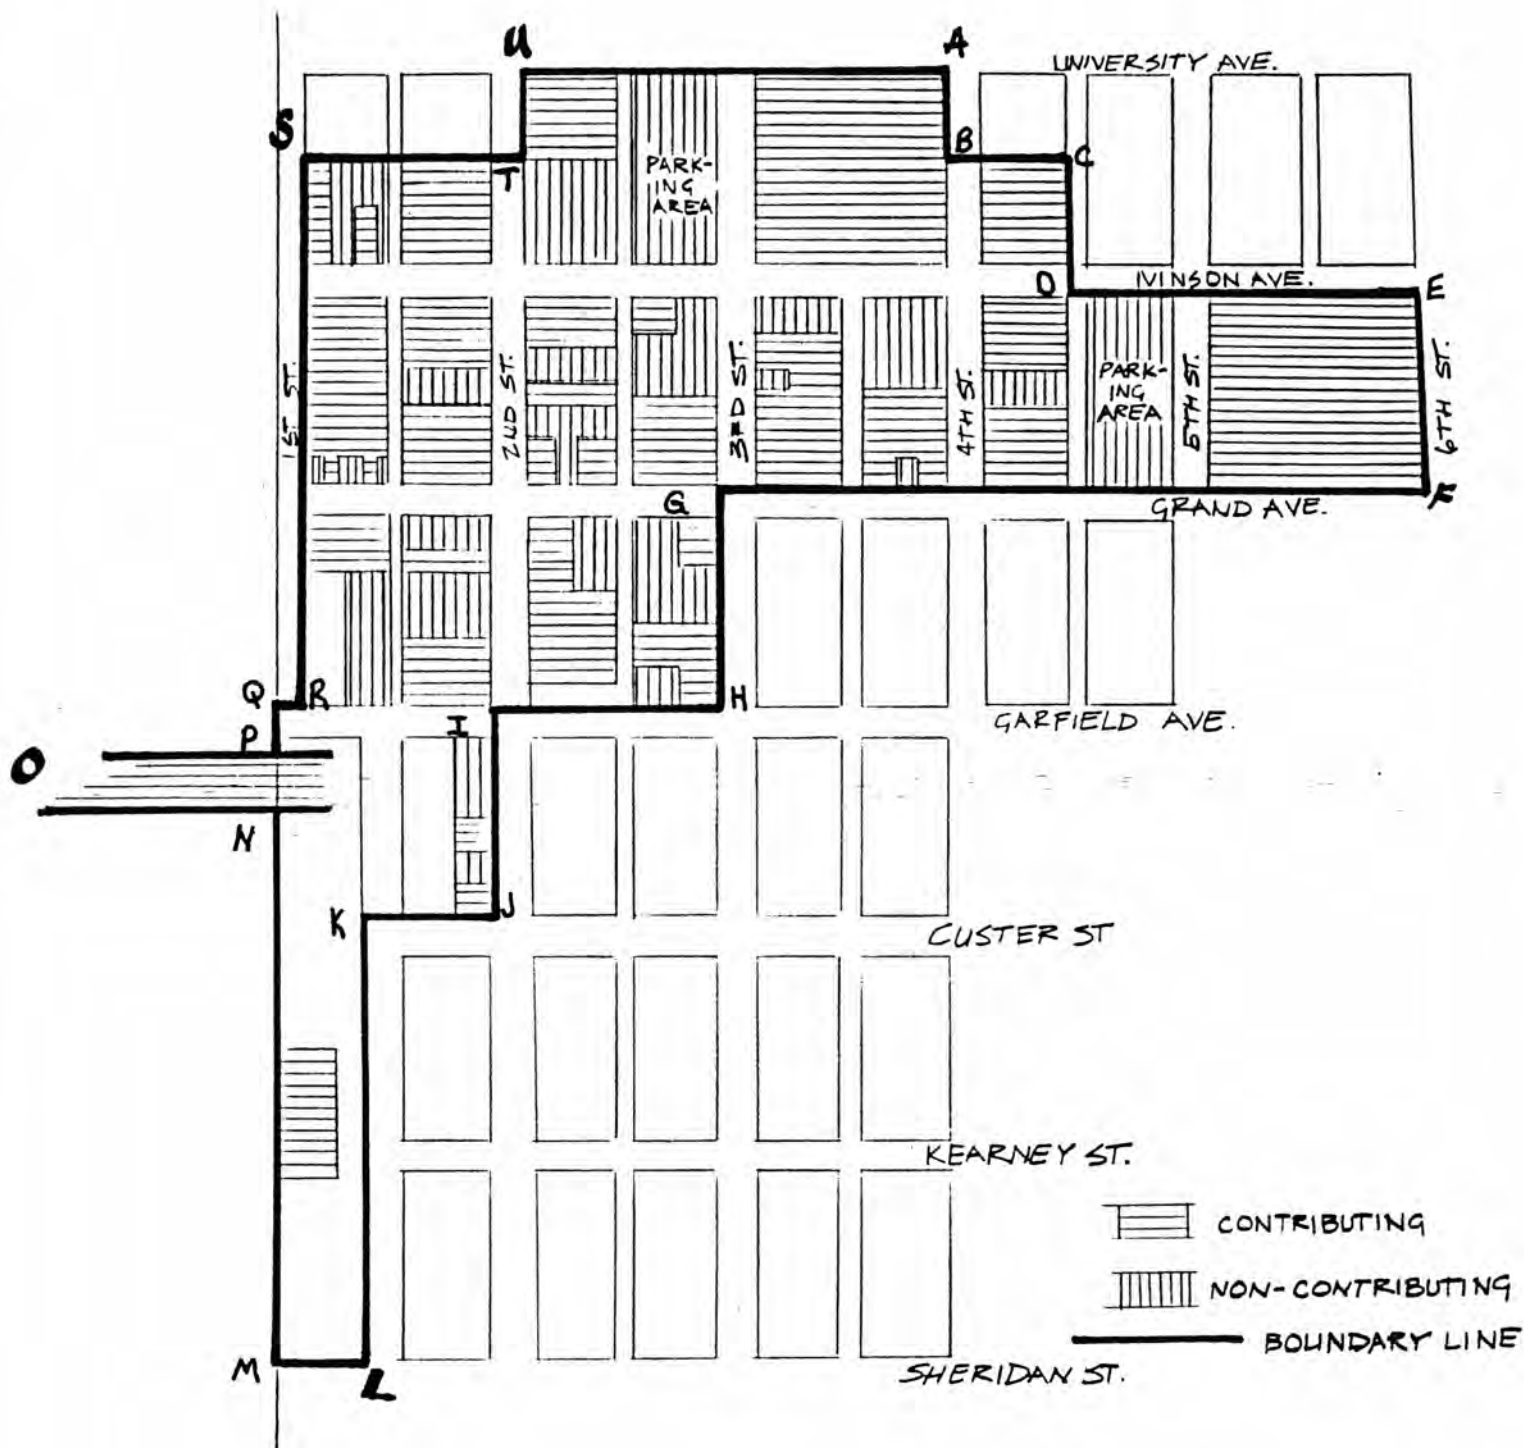 U
A
UNIVERSITY AVE.
S
B
C
T
PARK-
ING
AREA
D
IVINSON AVE.
E
1ST ST.
2ND ST.
3RD ST.
4TH ST.
PARK-
ING
AREA
5TH ST.
6TH ST.
G
F
GRAND AVE.
Q
R
H
I
GARFIELD AVE.
P
O
N
K
J
CUSTER ST
KEARNEY ST.
CONTRIBUTING
NON-CONTRIBUTING
BOUNDARY LINE
M
L
SHERIDAN ST.